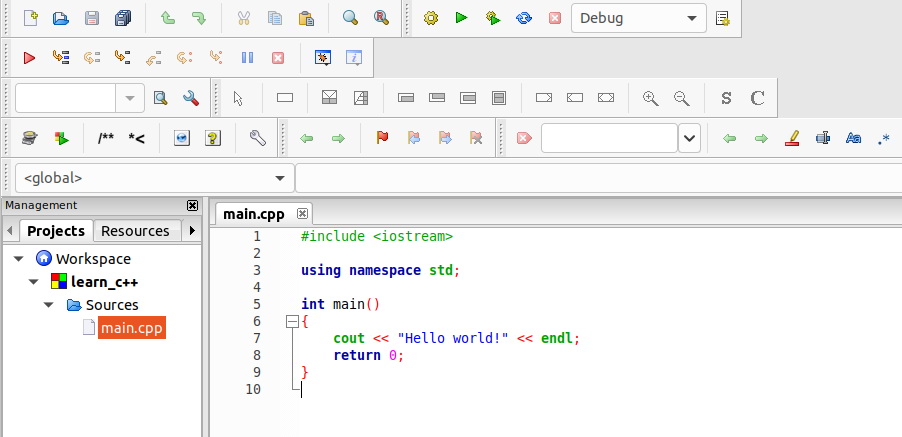 Debug
/** *<
S C
Aa .*
<global>
Management
Projects Resources
Workspace
learn_c++
Sources
main.cpp
main.cpp
1 #include <iostream>
2
3 using namespace std;
4
5 int main()
6 {
7 cout << "Hello world!" << endl;
8 return 0;
9 }
10